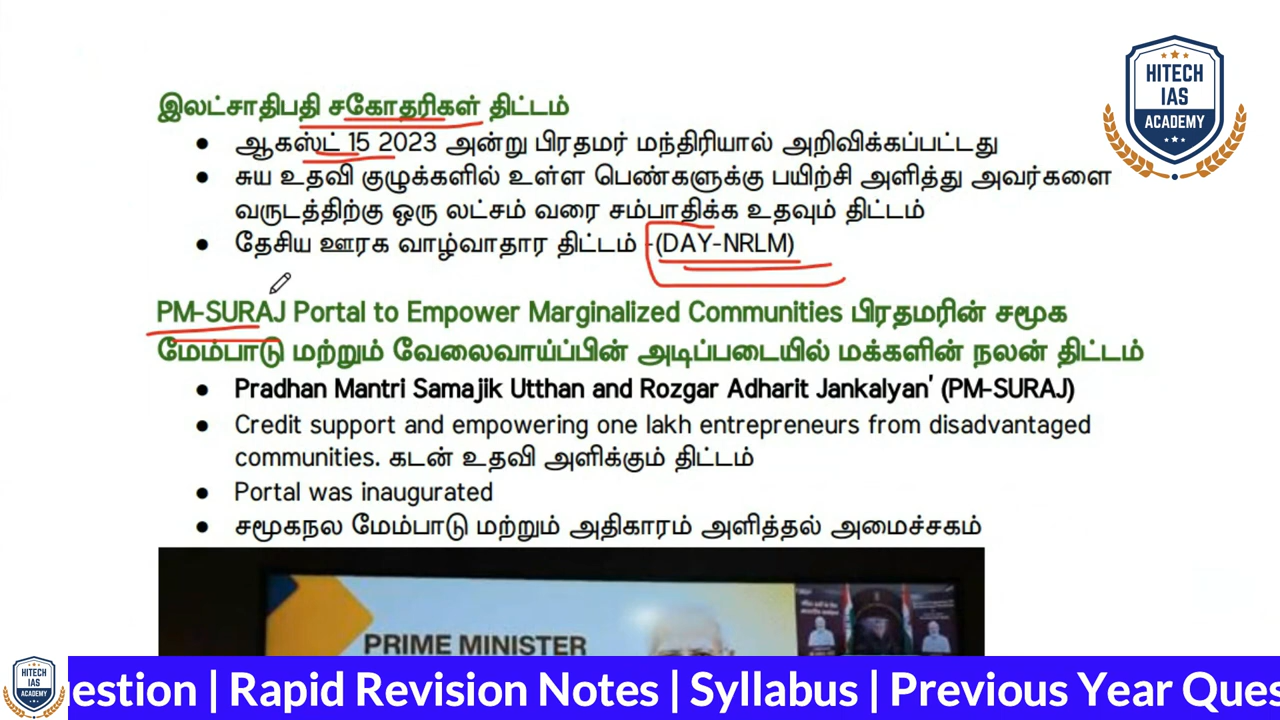 HITECH
IAS
ACADEMY
இலட்சாதிபதி சகோதரிகள் திட்டம்
● ஆகஸ்ட் 15 2023 அன்று பிரதமர் மந்திரியால் அறிவிக்கப்பட்டது
● சுய உதவி குழுக்களில் உள்ள பெண்களுக்கு பயிற்சி அளித்து அவர்களை
வருடத்திற்கு ஒரு லட்சம் வரை சம்பாதிக்க உதவும் திட்டம்
● தேசிய ஊரக வாழ்வாதார திட்டம் -(DAY-NRLM)
PM-SURAJ Portal to Empower Marginalized Communities பிரதமரின் சமூக
மேம்பாடு மற்றும் வேலைவாய்ப்பின் அடிப்படையில் மக்களின் நலன் திட்டம்
● Pradhan Mantri Samajik Utthan and Rozgar Adharit Jankalyan' (PM-SURAJ)
● Credit support and empowering one lakh entrepreneurs from disadvantaged
communities. கடன் உதவி அளிக்கும் திட்டம்
● Portal was inaugurated
● சமூகநல மேம்பாடு மற்றும் அதிகாரம் அளித்தல் அமைச்சகம்
PRIME MINISTER
HITECH
IAS
ACADEMY
estion | Rapid Revision Notes | Syllabus | Previous Year Ques